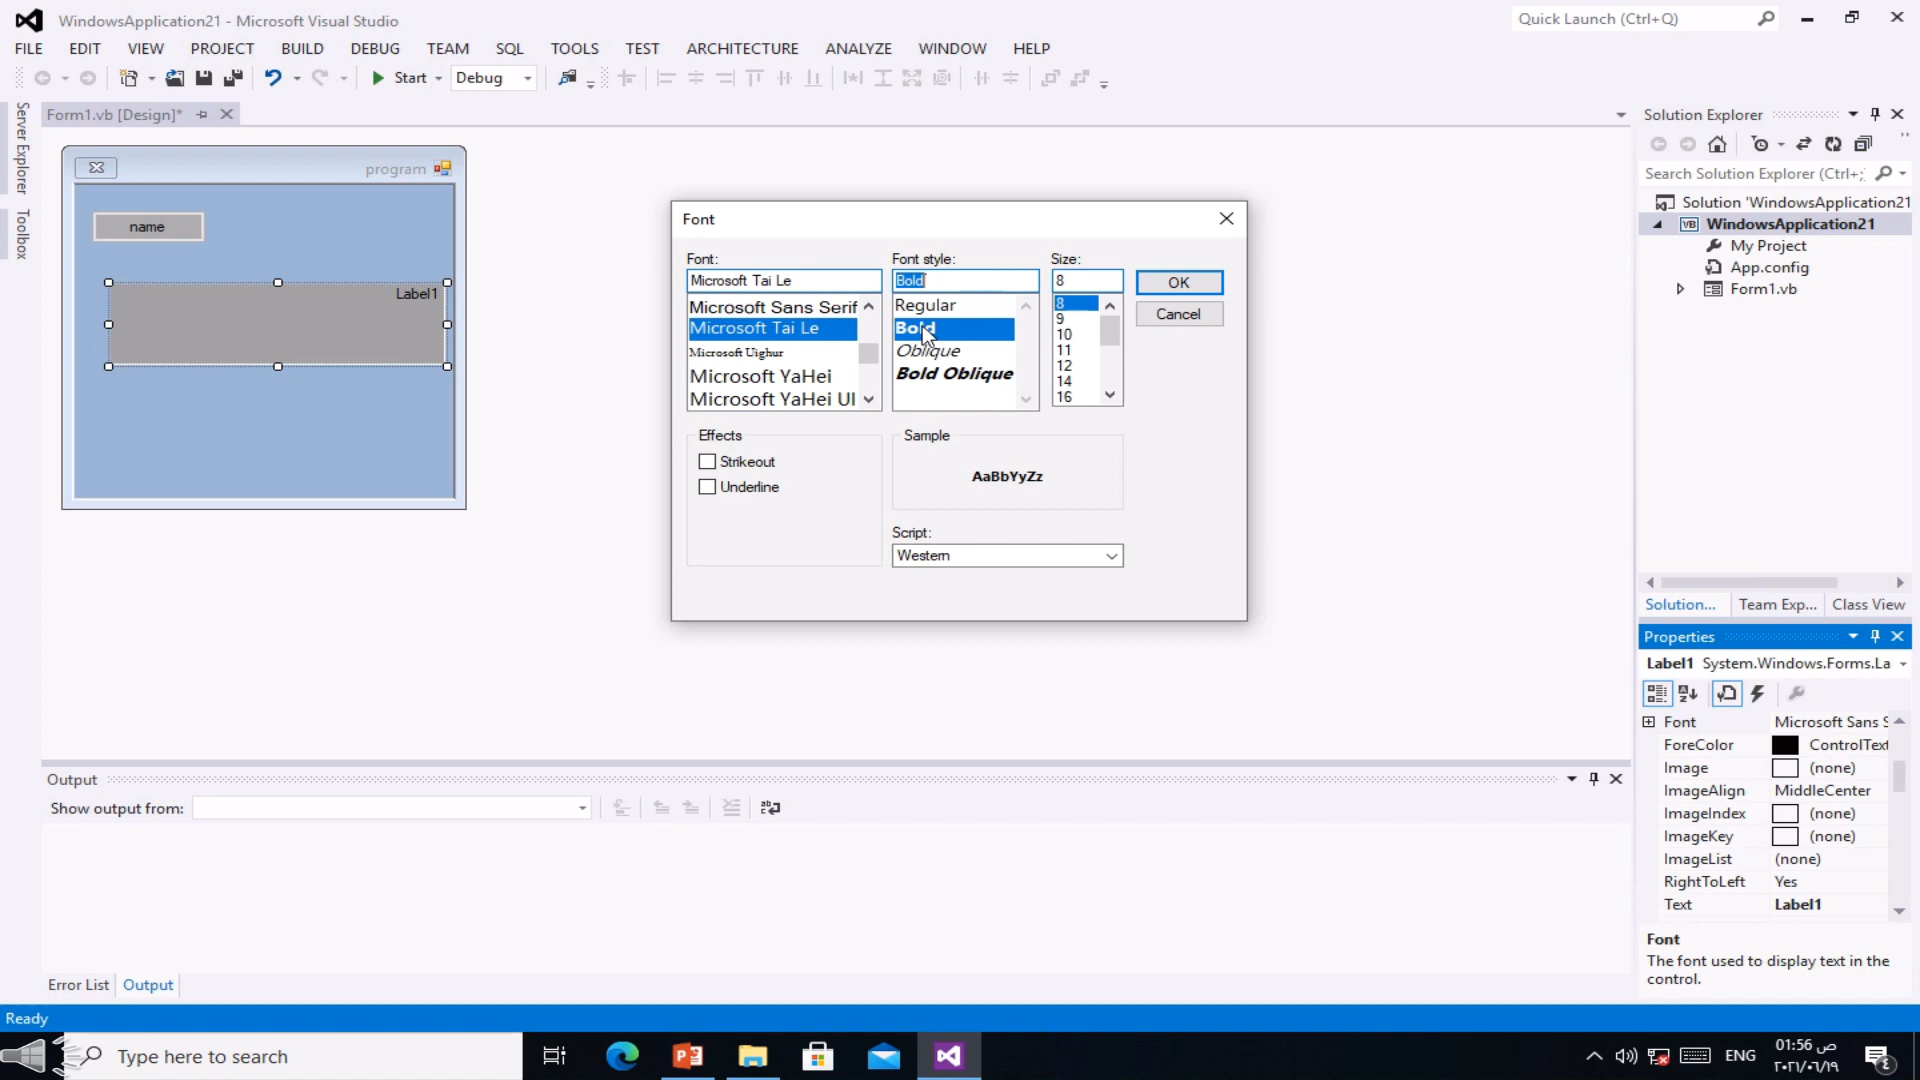 WindowsApplication21 - Microsoft Visual Studio
Quick Launch (Ctrl+Q)
FILE EDIT VIEW PROJECT BUILD DEBUG TEAM SQL TOOLS TEST ARCHITECTURE ANALYZE WINDOW HELP
Start Debug
Server Explorer
Toolbox
Form1.vb [Design]*
program
name
Label1
Font
Font:
Microsoft Tai Le
Microsoft Sans Serif
Microsoft Tai Le
Microsoft Uighur
Microsoft YaHei
Microsoft YaHei UI
Font style:
Bold
Regular
Bold
Oblique
Bold Oblique
Size:
8
8
9
10
11
12
14
16
OK
Cancel
Effects
Strikeout
Underline
Sample
AaBbYyZz
Script:
Western
Solution Explorer
Search Solution Explorer (Ctrl+;
Solution 'WindowsApplication21
VB WindowsApplication21
My Project
App.config
Form1.vb
Solution... Team Exp... Class View
Properties
Label1 System.Windows.Forms.La
Font Microsoft Sans S
ForeColor ControlText
Image (none)
ImageAlign MiddleCenter
ImageIndex (none)
ImageKey (none)
ImageList (none)
RightToLeft Yes
Text Label1
Font
The font used to display text in the
control.
Output
Show output from:
Error List Output
Ready
Type here to search
ENG
01:56 ص
٢٠٢١/٠٦/١٩
٤